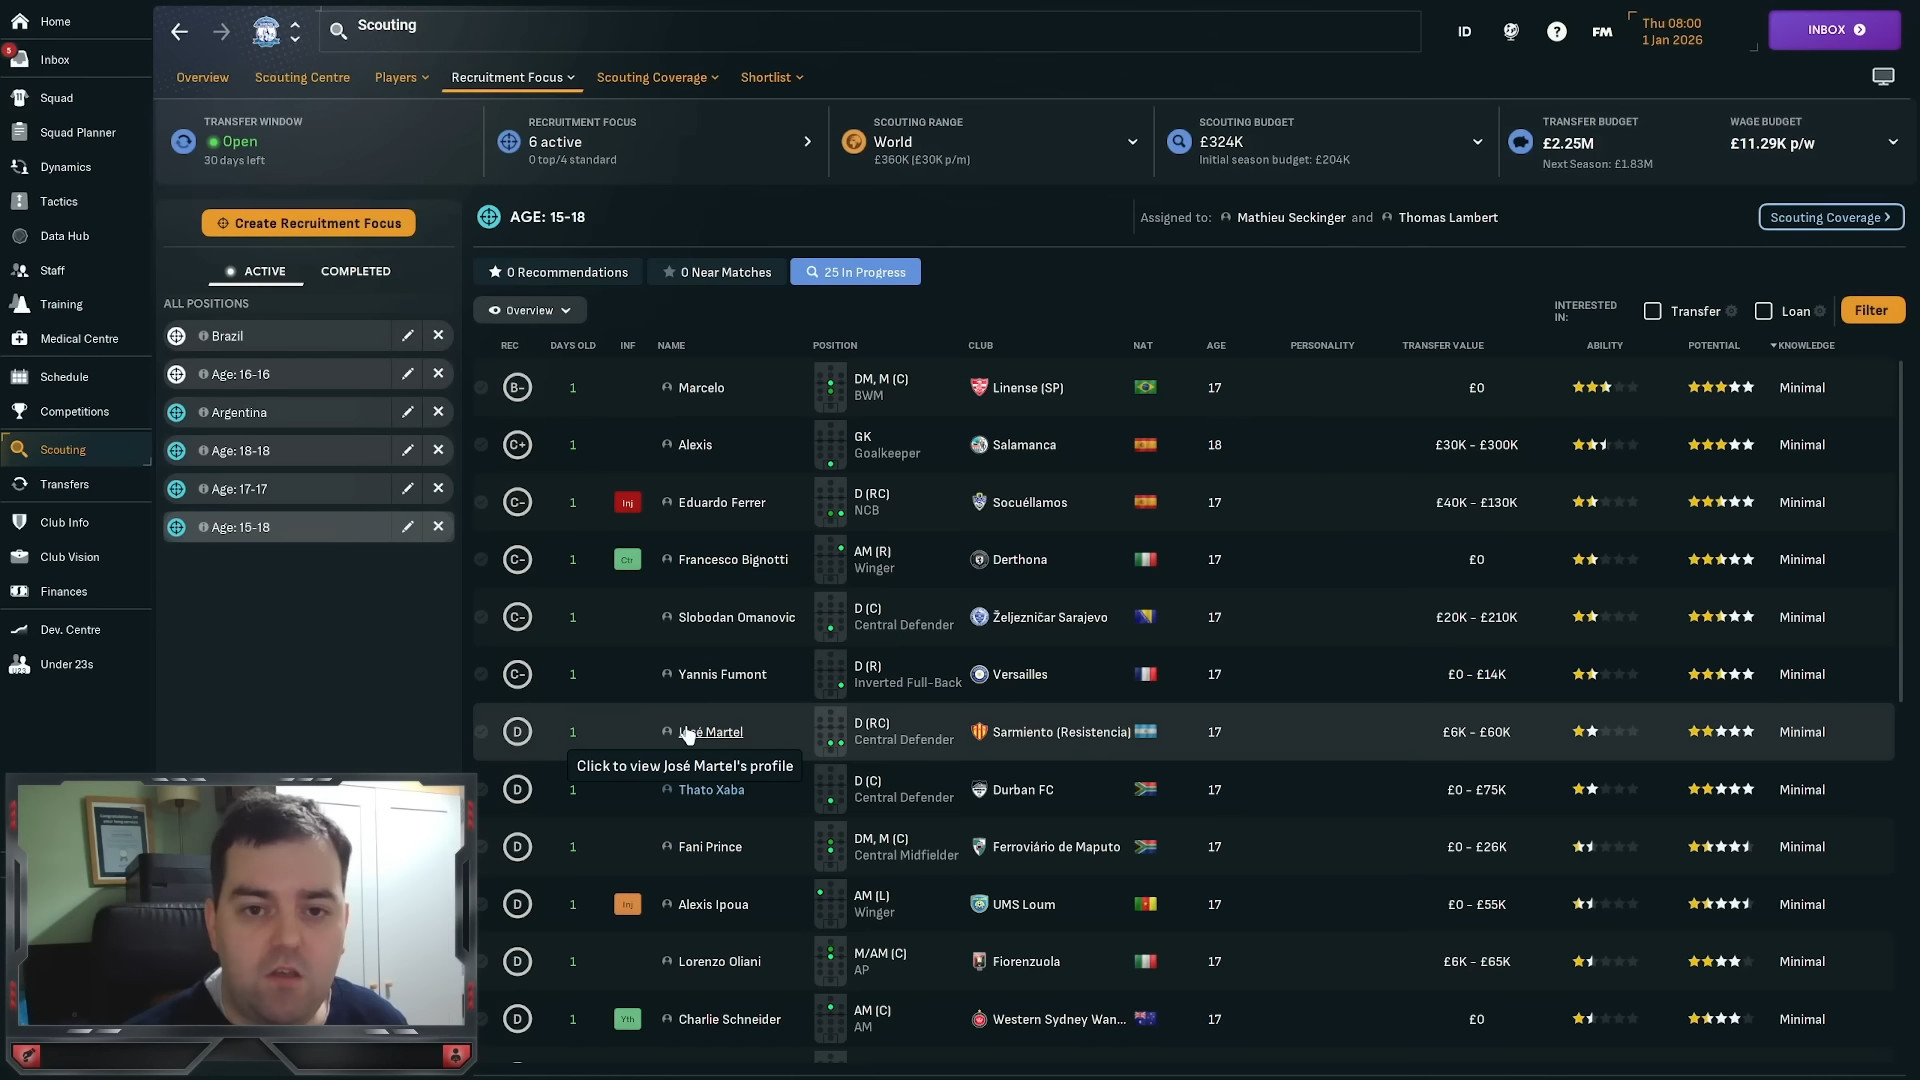 Home
5
Inbox
Squad
Squad Planner
Dynamics
Tactics
Data Hub
Staff
Training
Medical Centre
Schedule
Competitions
Scouting
Transfers
Club Info
Club Vision
Finances
Dev. Centre
Under 23s
Scouting
ID
FM
Thu 08:00
1 Jan 2026
INBOX
Overview
Scouting Centre
Players
Recruitment Focus
Scouting Coverage
Shortlist
TRANSFER WINDOW
Open
30 days left
RECRUITMENT FOCUS
6 active
0 top/4 standard
SCOUTING RANGE
World
£360K (£30K p/m)
SCOUTING BUDGET
£324K
Initial season budget: £204K
TRANSFER BUDGET
£2.25M
Next Season: £1.83M
WAGE BUDGET
£11.29K p/w
Create Recruitment Focus
ACTIVE
COMPLETED
ALL POSITIONS
Brazil
Age: 16-16
Argentina
Age: 18-18
Age: 17-17
Age: 15-18
AGE: 15-18
Assigned to: Mathieu Seckinger and Thomas Lambert
Scouting Coverage
0 Recommendations
0 Near Matches
25 In Progress
Overview
INTERESTED IN:
Transfer
Loan
Filter
REC DAYS OLD INF NAME POSITION CLUB NAT AGE PERSONALITY TRANSFER VALUE ABILITY POTENTIAL KNOWLEDGE
B- 1 Marcelo DM, M (C) BWM Linense (SP) 17 £0 Minimal
C+ 1 Alexis GK Goalkeeper Salamanca 18 £30K - £300K Minimal
C- 1 Inj Eduardo Ferrer D (RC) NCB Socuéllamos 17 £40K - £130K Minimal
C- 1 Ctr Francesco Bignotti AM (R) Winger Derthona 17 £0 Minimal
C- 1 Slobodan Omanovic D (C) Central Defender Željezničar Sarajevo 17 £20K - £210K Minimal
C- 1 Yannis Fumont D (R) Inverted Full-Back Versailles 17 £0 - £14K Minimal
D 1 José Martel D (RC) Central Defender Sarmiento (Resistencia) 17 £6K - £60K Minimal
Click to view José Martel's profile
D 1 Thato Xaba D (C) Central Defender Durban FC 17 £0 - £75K Minimal
D 1 Fani Prince DM, M (C) Central Midfielder Ferroviário de Maputo 17 £0 - £26K Minimal
D 1 Inj Alexis Ipoua AM (L) Winger UMS Loum 17 £0 - £55K Minimal
D 1 Lorenzo Oliani M/AM (C) AP Fiorenzuola 17 £6K - £65K Minimal
D 1 Yth Charlie Schneider AM (C) AM Western Sydney Wan... 17 £0 Minimal